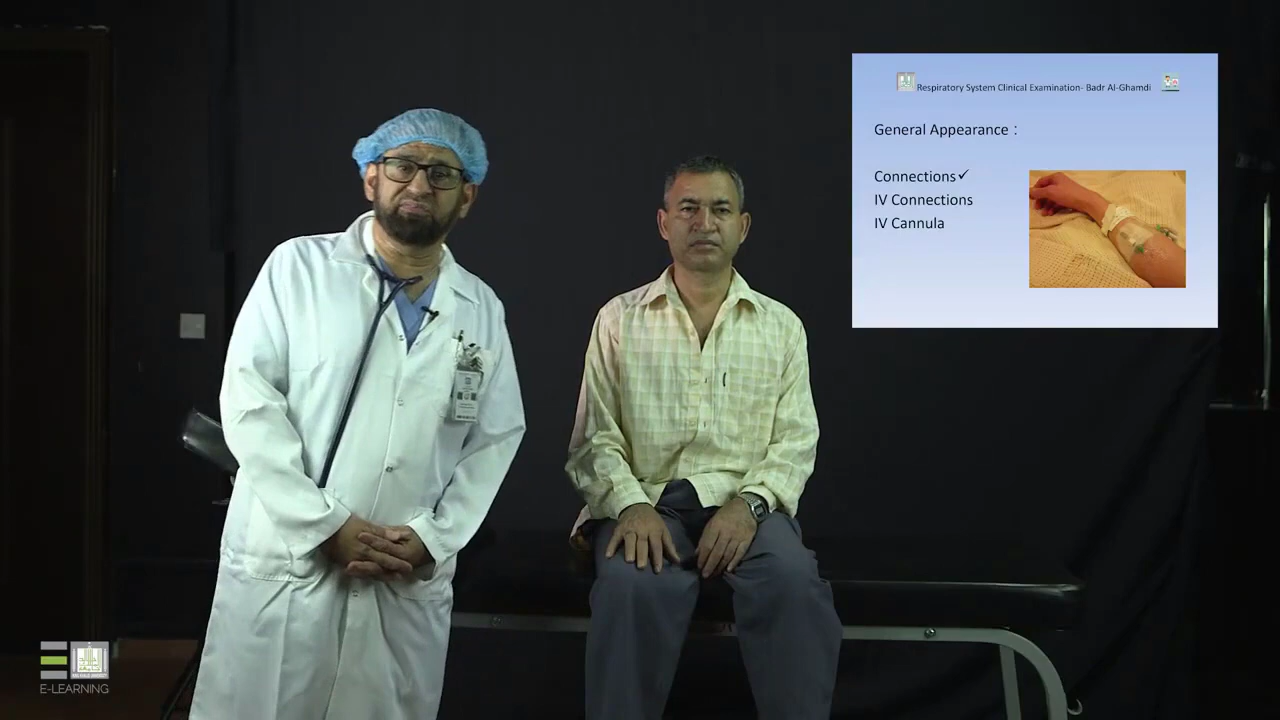 Respiratory System Clinical Examination- Badr Al-Ghamdi
General Appearance :
Connections✓
IV Connections
IV Cannula
E-LEARNING